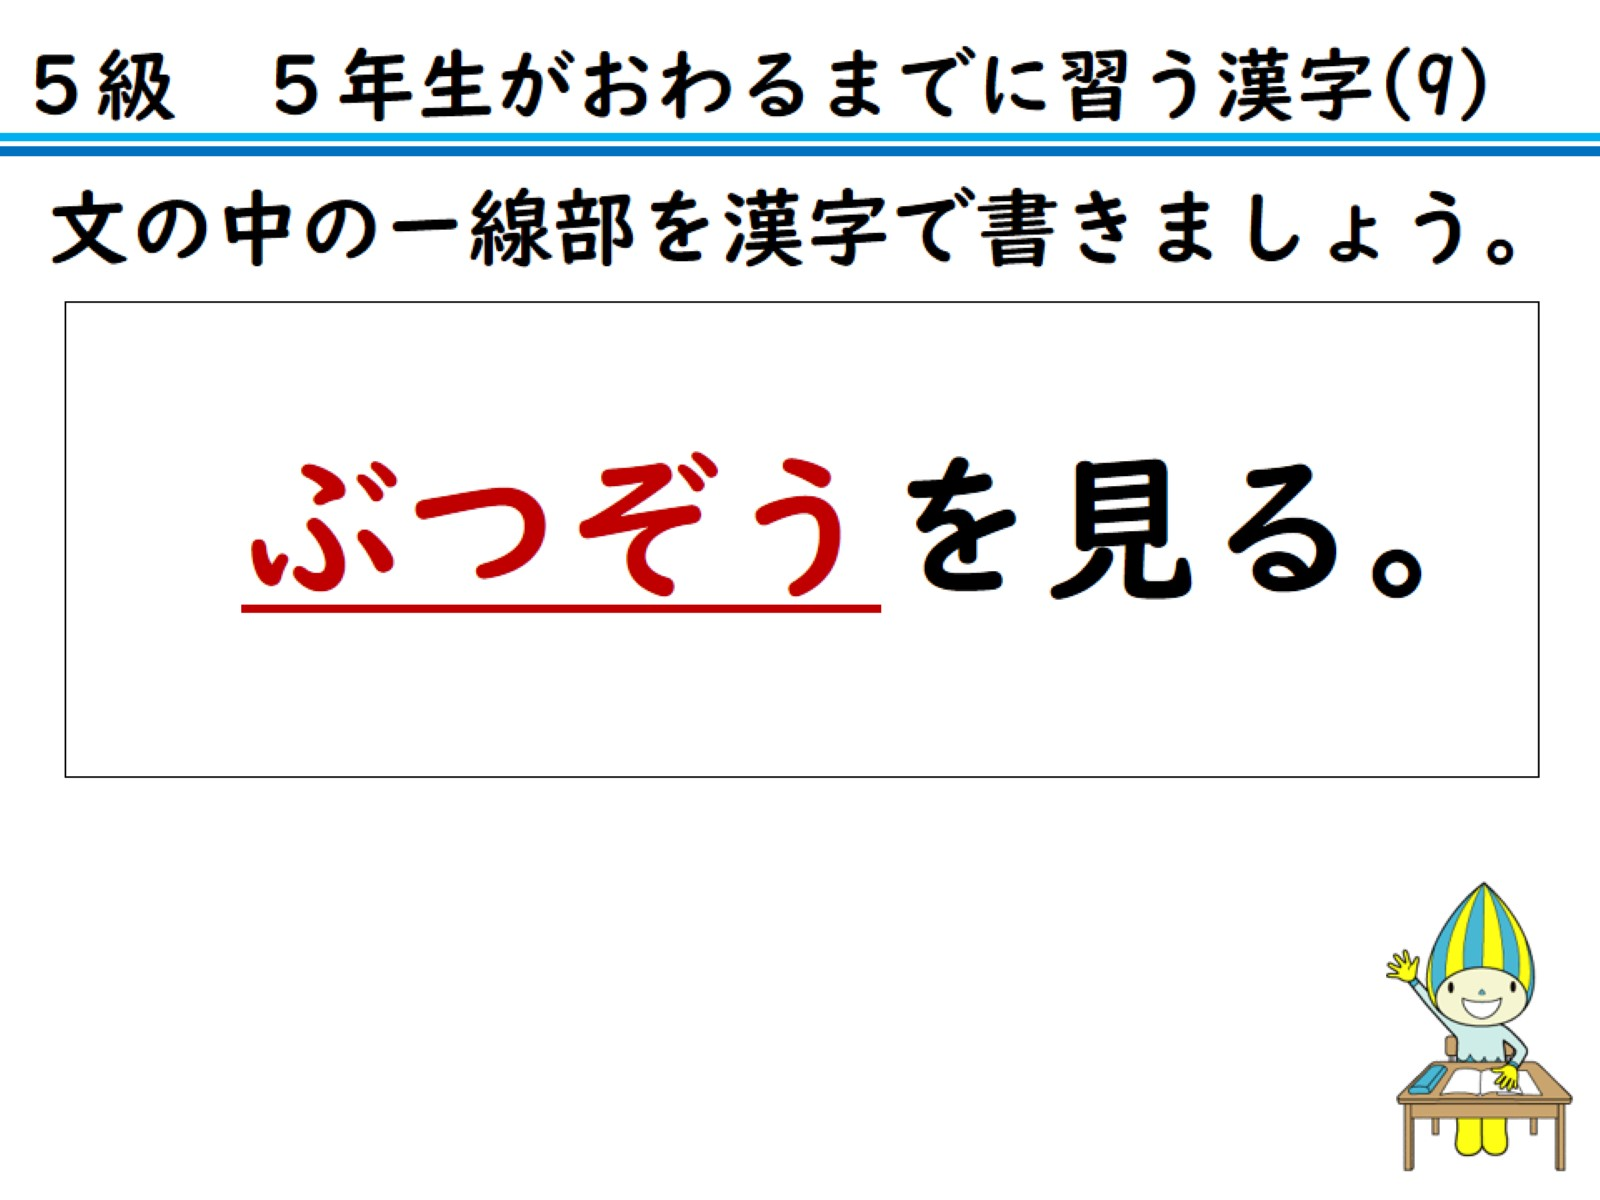 ５級　５年生がおわるまでに習う漢字(9)
文の中の―線部を漢字で書きましょう。
ぶつぞうを見る。